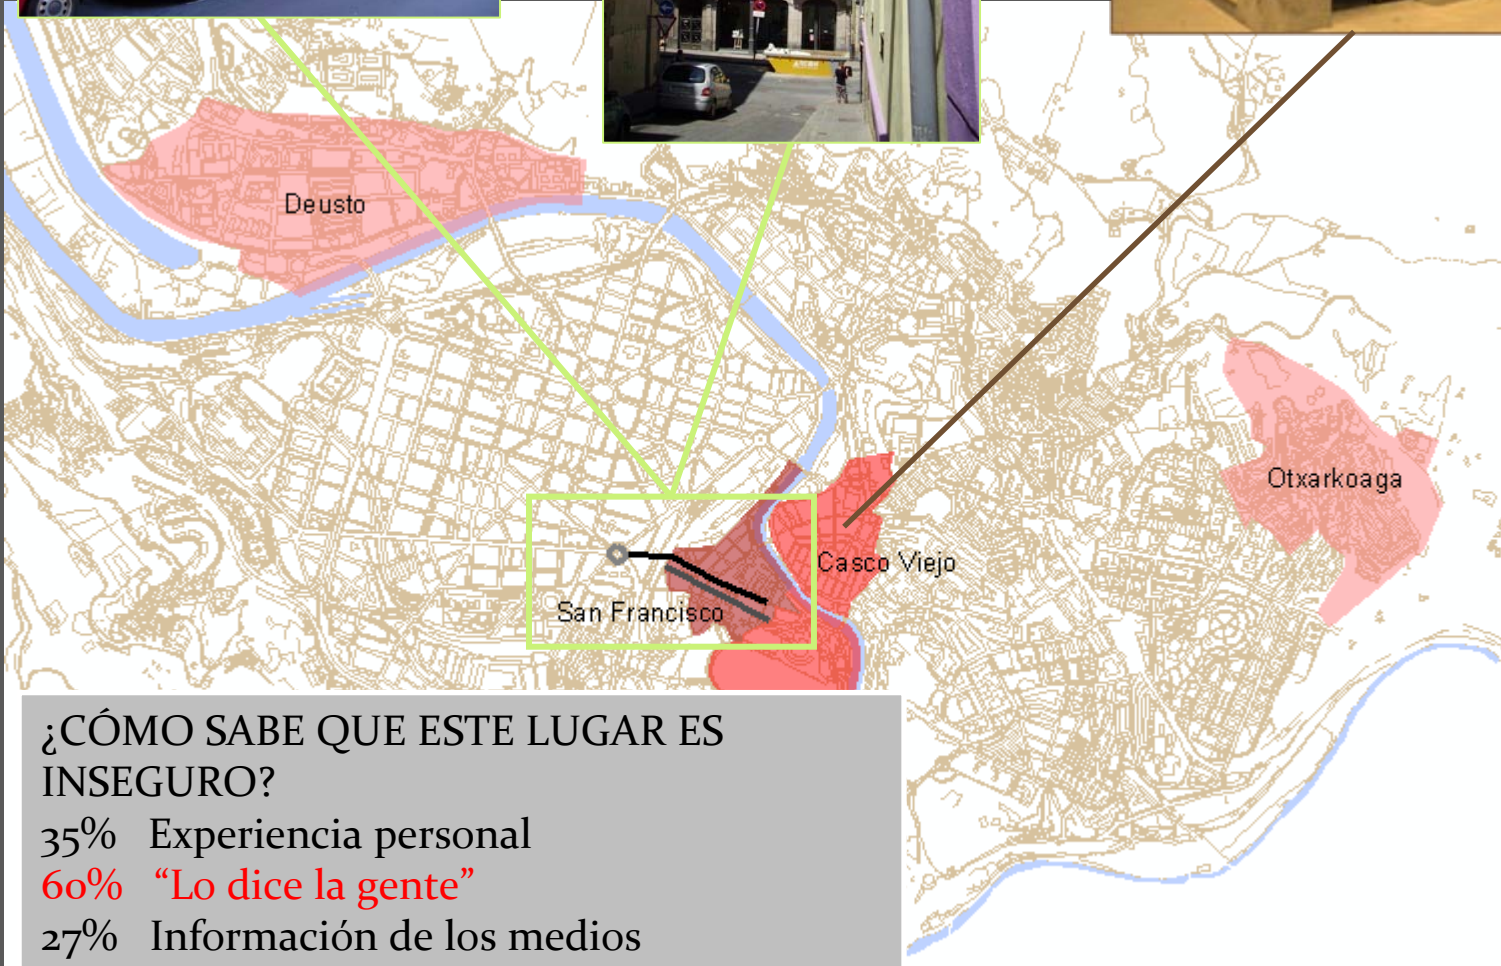 Deusto
Otxarkoaga
Casco Viejo
San Francisco
¿CÓMO SABE QUE ESTE LUGAR ES
INSEGURO?
35% Experiencia personal
60% “Lo dice la gente”
27% Información de los medios